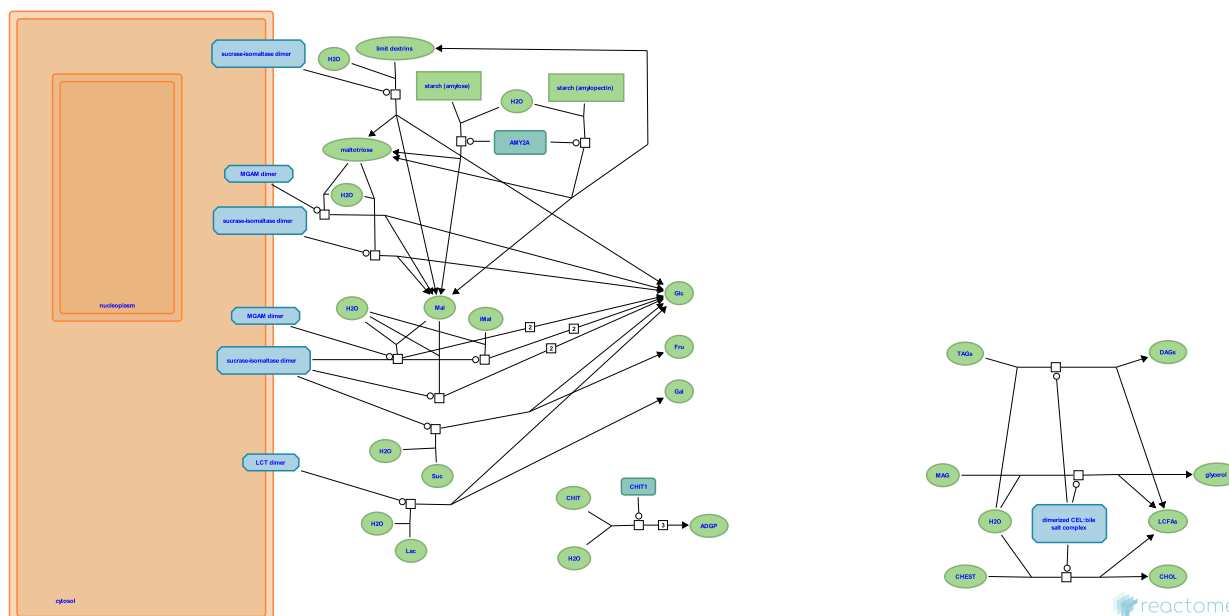 sucrase-isomaltase dimer
H2O
limit dextrins
starch (amylose)
H2O
starch (amylopectin)
AMY2A
maltotriose
MGAM dimer
H2O
sucrase-isomaltase dimer
nucleoplasm
Glc
H2O
Mal
iMal
MGAM dimer
2
2
2
sucrase-isomaltase dimer
Fru
Gal
H2O
Suc
LCT dimer
H2O
Lac
CHIT
CHIT1
3
ADGP
H2O
cytosol
TAGs
DAGs
MAG
glycerol
H2O
dimerized CEL:bile
salt complex
LCFAs
CHEST
CHOL
reactome